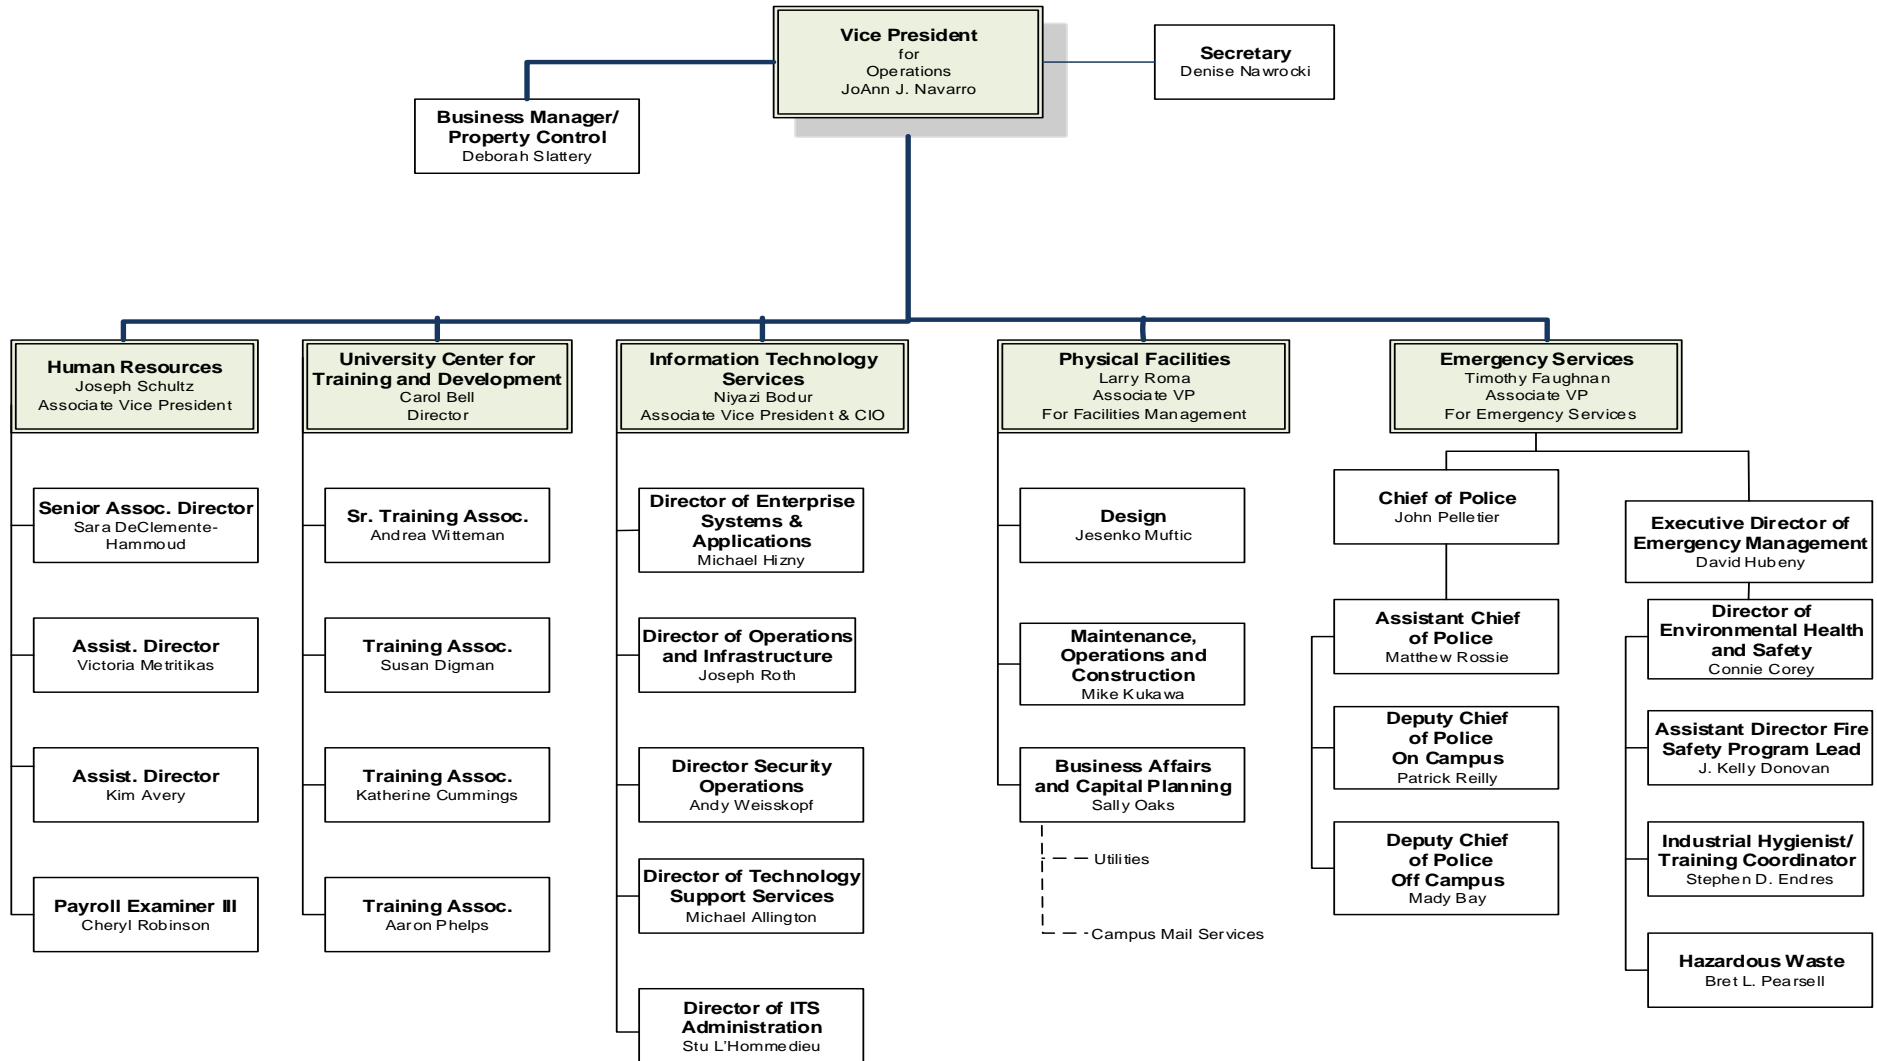 Vice President
for
Operations
JoAnn J. Navarro
Secretary
Denise Nawrocki
Business Manager/
Property Control
Deborah Slattery
Human Resources
Joseph Schultz
Associate Vice President
Senior Assoc. Director
Sara DeClemente-
Hammoud
Assist. Director
Victoria Metritikas
Assist. Director
Kim Avery
Payroll Examiner III
Cheryl Robinson
University Center for
Training and Development
Carol Bell
Director
Sr. Training Assoc.
Andrea Witteman
Training Assoc.
Susan Digman
Training Assoc.
Katherine Cummings
Training Assoc.
Aaron Phelps
Information Technology
Services
Niyazi Bodur
Associate Vice President & CIO
Director of Enterprise
Systems &
Applications
Michael Hizny
Director of Operations
and Infrastructure
Joseph Roth
Director Security
Operations
Andy Weisskopf
Director of Technology
Support Services
Michael Allington
Director of ITS
Administration
Stu L'Hommedieu
Physical Facilities
Larry Roma
Associate VP
For Facilities Management
Design
Jesenko Muftic
Maintenance,
Operations and
Construction
Mike Kukawa
Business Affairs
and Capital Planning
Sally Oaks
Utilities
Campus Mail Services
Emergency Services
Timothy Faughnan
Associate VP
For Emergency Services
Chief of Police
John Pelletier
Assistant Chief
of Police
Matthew Rossie
Deputy Chief
of Police
On Campus
Patrick Reilly
Deputy Chief
of Police
Off Campus
Mady Bay
Executive Director of
Emergency Management
David Hubeny
Director of
Environmental Health
and Safety
Connie Corey
Assistant Director Fire
Safety Program Lead
J. Kelly Donovan
Industrial Hygienist/
Training Coordinator
Stephen D. Endres
Hazardous Waste
Bret L. Pearsell